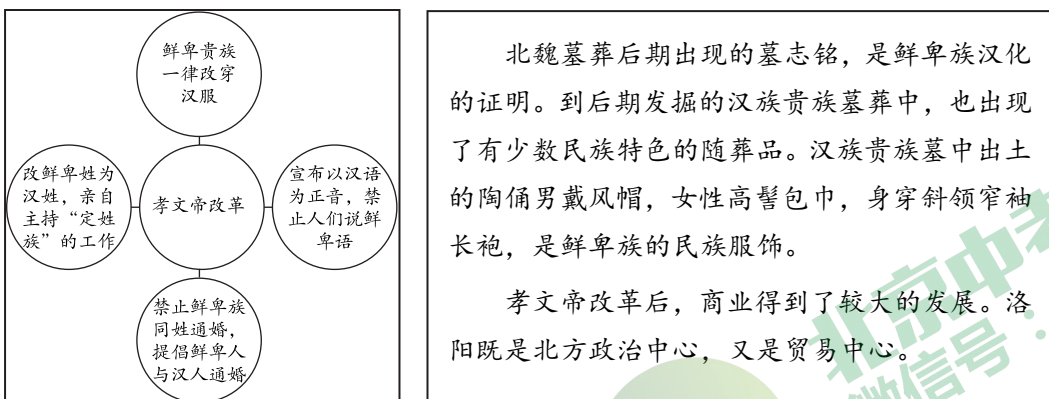 鲜卑贵族
一律改穿
汉服
改鲜卑姓为
汉姓，亲自
主持“定姓
族”的工作
孝文帝改革
宣布以汉语
为正音，禁
止人们说鲜
卑语
禁止鲜卑族
同姓通婚，
提倡鲜卑人
与汉人通婚
北魏墓葬后期出现的墓志铭，是鲜卑族汉化
的证明。到后期发掘的汉族贵族墓葬中，也出现
了有少数民族特色的随葬品。汉族贵族墓中出土
的陶俑男戴风帽，女性高髻包巾，身穿斜领窄袖
长袍，是鲜卑族的民族服饰。
孝文帝改革后，商业得到了较大的发展。洛
阳既是北方政治中心，又是贸易中心。
北京中考
微信号：